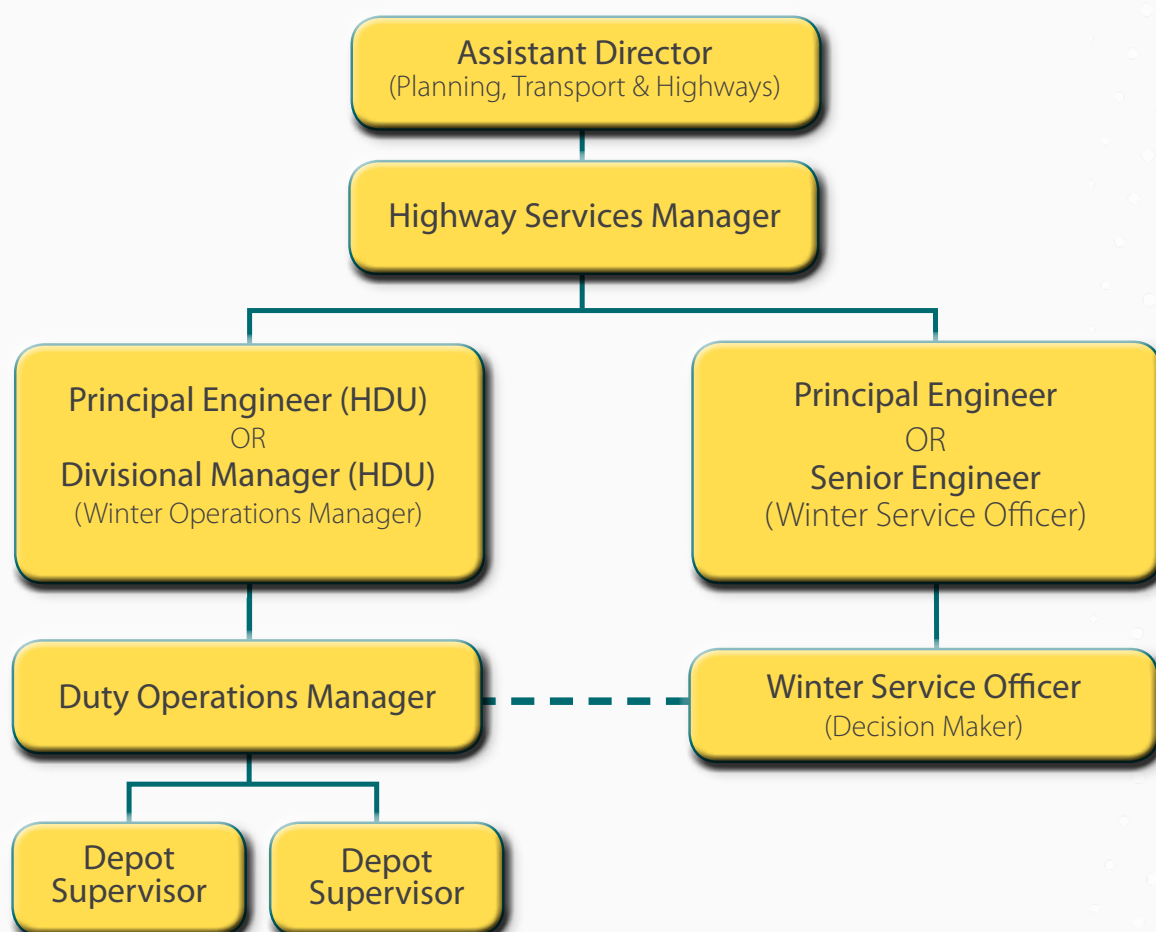 Assistant Director
(Planning, Transport & Highways)
Highway Services Manager
Principal Engineer (HDU)
OR
Divisional Manager (HDU)
(Winter Operations Manager)
Principal Engineer
OR
Senior Engineer
(Winter Service Officer)
Duty Operations Manager
Winter Service Officer
(Decision Maker)
Depot
Supervisor
Depot
Supervisor